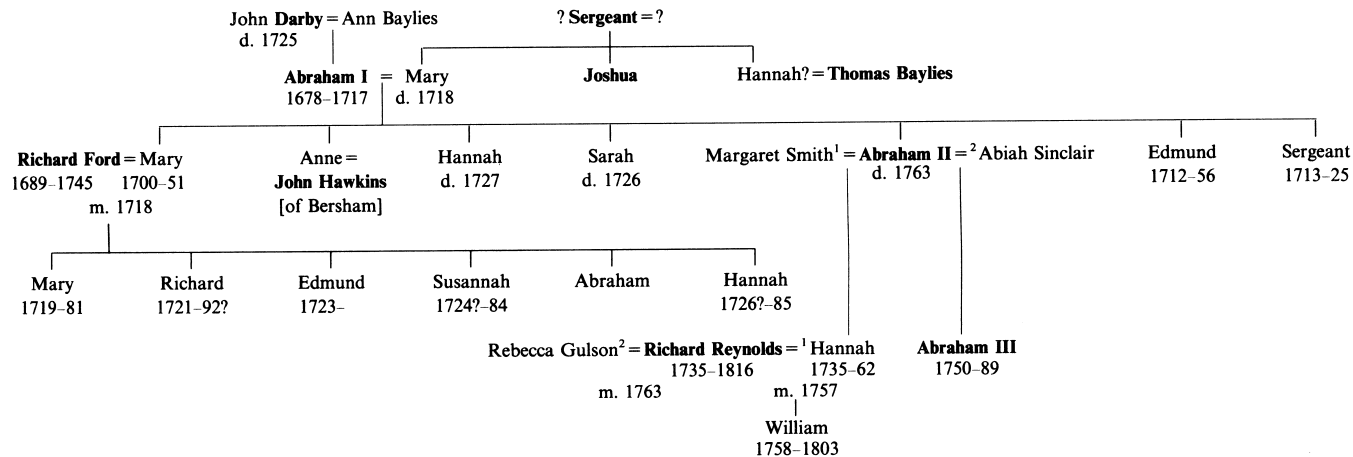 John Darby = Ann Baylies ? Sergeant = ?
d. 1725
Abraham I = Mary Joshua Hannah? = Thomas Baylies
1678–1717 d. 1718
Richard Ford = Mary Anne = Hannah Sarah Margaret Smith¹ = Abraham II = ²Abiah Sinclair Edmund Sergeant
1689–1745 1700–51 John Hawkins d. 1727 d. 1726 d. 1763 1712–56 1713–25
m. 1718 [of Bersham]
Mary Richard Edmund Susannah Abraham Hannah
1719–81 1721–92? 1723– 1724?–84 1726?–85
Rebecca Gulson² = Richard Reynolds = ¹Hannah Abraham III
1735–1816 1735–62 1750–89
m. 1763 m. 1757
William
1758–1803